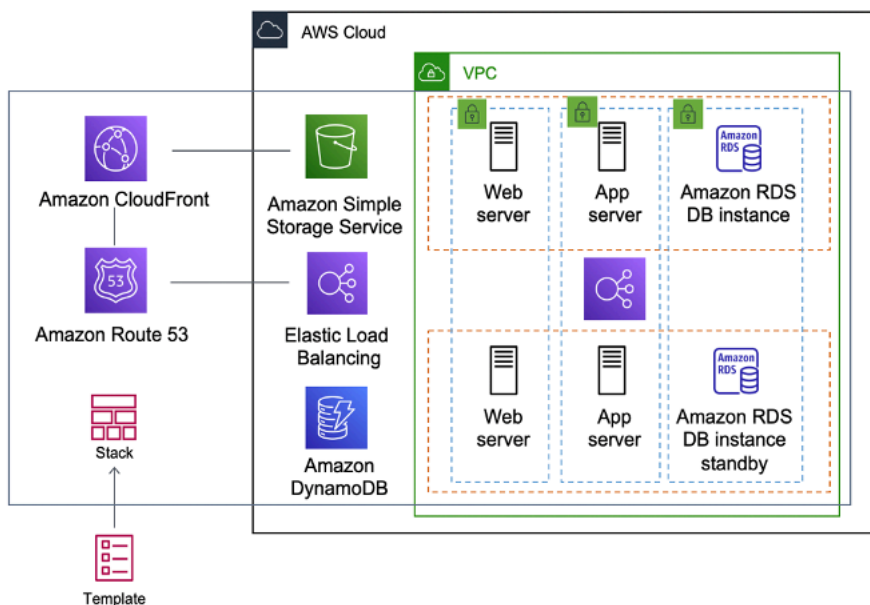 AWS Cloud
VPC
Amazon CloudFront
Amazon Simple
Storage Service
Web
server
App
server
Amazon
RDS
Amazon RDS
DB instance
53
Amazon Route 53
Elastic Load
Balancing
Stack
Amazon
DynamoDB
Web
server
App
server
Amazon
RDS
Amazon RDS
DB instance
standby
Template